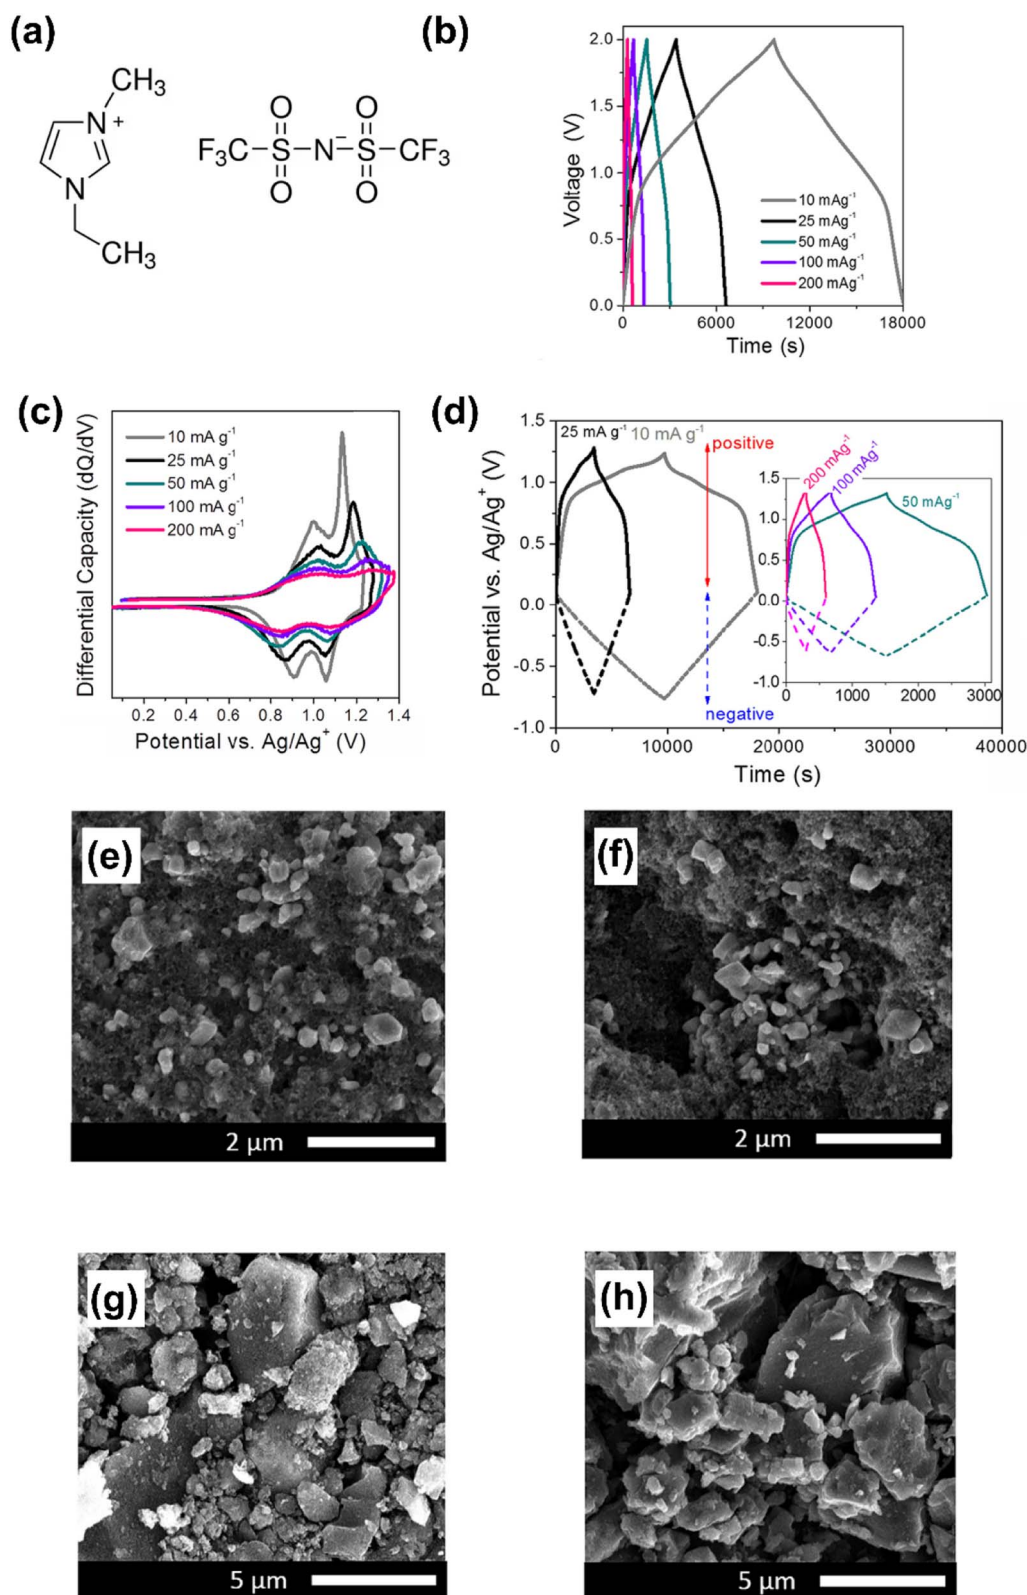 (a)
CH₃
N
+
N
CH₃
O
O
F₃C
S
N
−
S
CF₃
O
O
(b)
2.0
1.5
1.0
0.5
0.0
Voltage (V)
10 mAg⁻¹
25 mAg⁻¹
50 mAg⁻¹
100 mAg⁻¹
200 mAg⁻¹
0
6000
12000
18000
Time (s)
(c)
Differential Capacity (dQ/dV)
10 mA g⁻¹
25 mA g⁻¹
50 mA g⁻¹
100 mA g⁻¹
200 mA g⁻¹
0.2
0.4
0.6
0.8
1.0
1.2
1.4
Potential vs. Ag/Ag⁺ (V)
(d)
1.5
1.0
0.5
0.0
-0.5
-1.0
Potential vs. Ag/Ag⁺ (V)
25 mA g⁻¹
10 mA g⁻¹
positive
negative
200 mAg⁻¹
100 mAg⁻¹
50 mAg⁻¹
1.5
1.0
0.5
0.0
-0.5
-1.0
0
1000
2000
3000
0
10000
20000
30000
40000
Time (s)
(e)
2 µm
(f)
2 µm
(g)
5 µm
(h)
5 µm